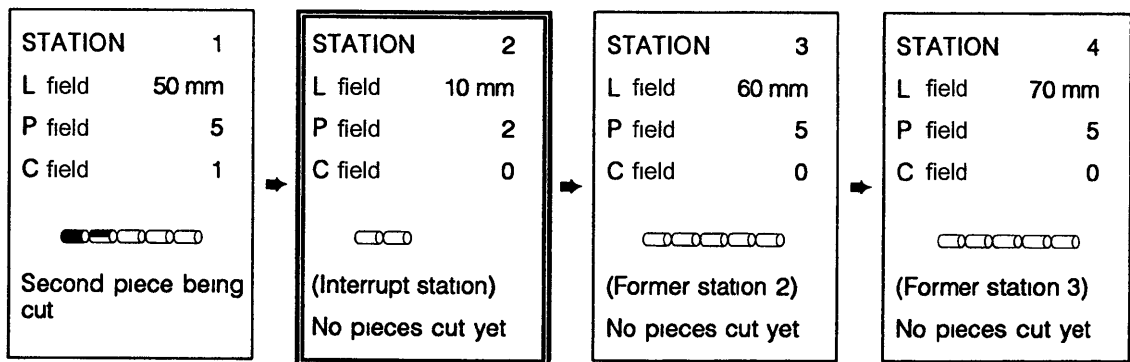 STATION 1
L field 50 mm
P field 5
C field 1
Second piece being
cut
STATION 2
L field 10 mm
P field 2
C field 0
(Interrupt station)
No pieces cut yet
STATION 3
L field 60 mm
P field 5
C field 0
(Former station 2)
No pieces cut yet
STATION 4
L field 70 mm
P field 5
C field 0
(Former station 3)
No pieces cut yet